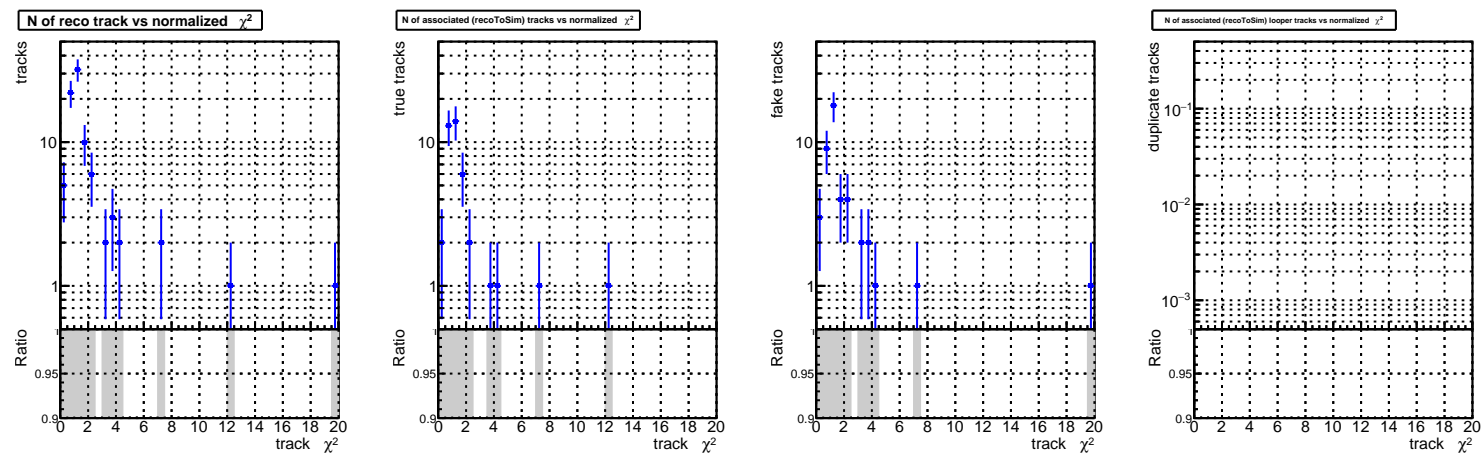 N of reco track vs normalized χ²
tracks
10
1
Ratio
1
0.95
0.9
0 2 4 6 8 10 12 14 16 18 20
track χ²
N of associated (recoToSim) tracks vs normalized χ²
true tracks
10
1
Ratio
1
0.95
0.9
0 2 4 6 8 10 12 14 16 18 20
track χ²
fake tracks
10
1
Ratio
1
0.95
0.9
0 2 4 6 8 10 12 14 16 18 20
track χ²
N of associated (recoToSim) looper tracks vs normalized χ²
duplicate tracks
10⁻¹
10⁻²
10⁻³
Ratio
1
0.95
0.9
0 2 4 6 8 10 12 14 16 18 20
track χ²